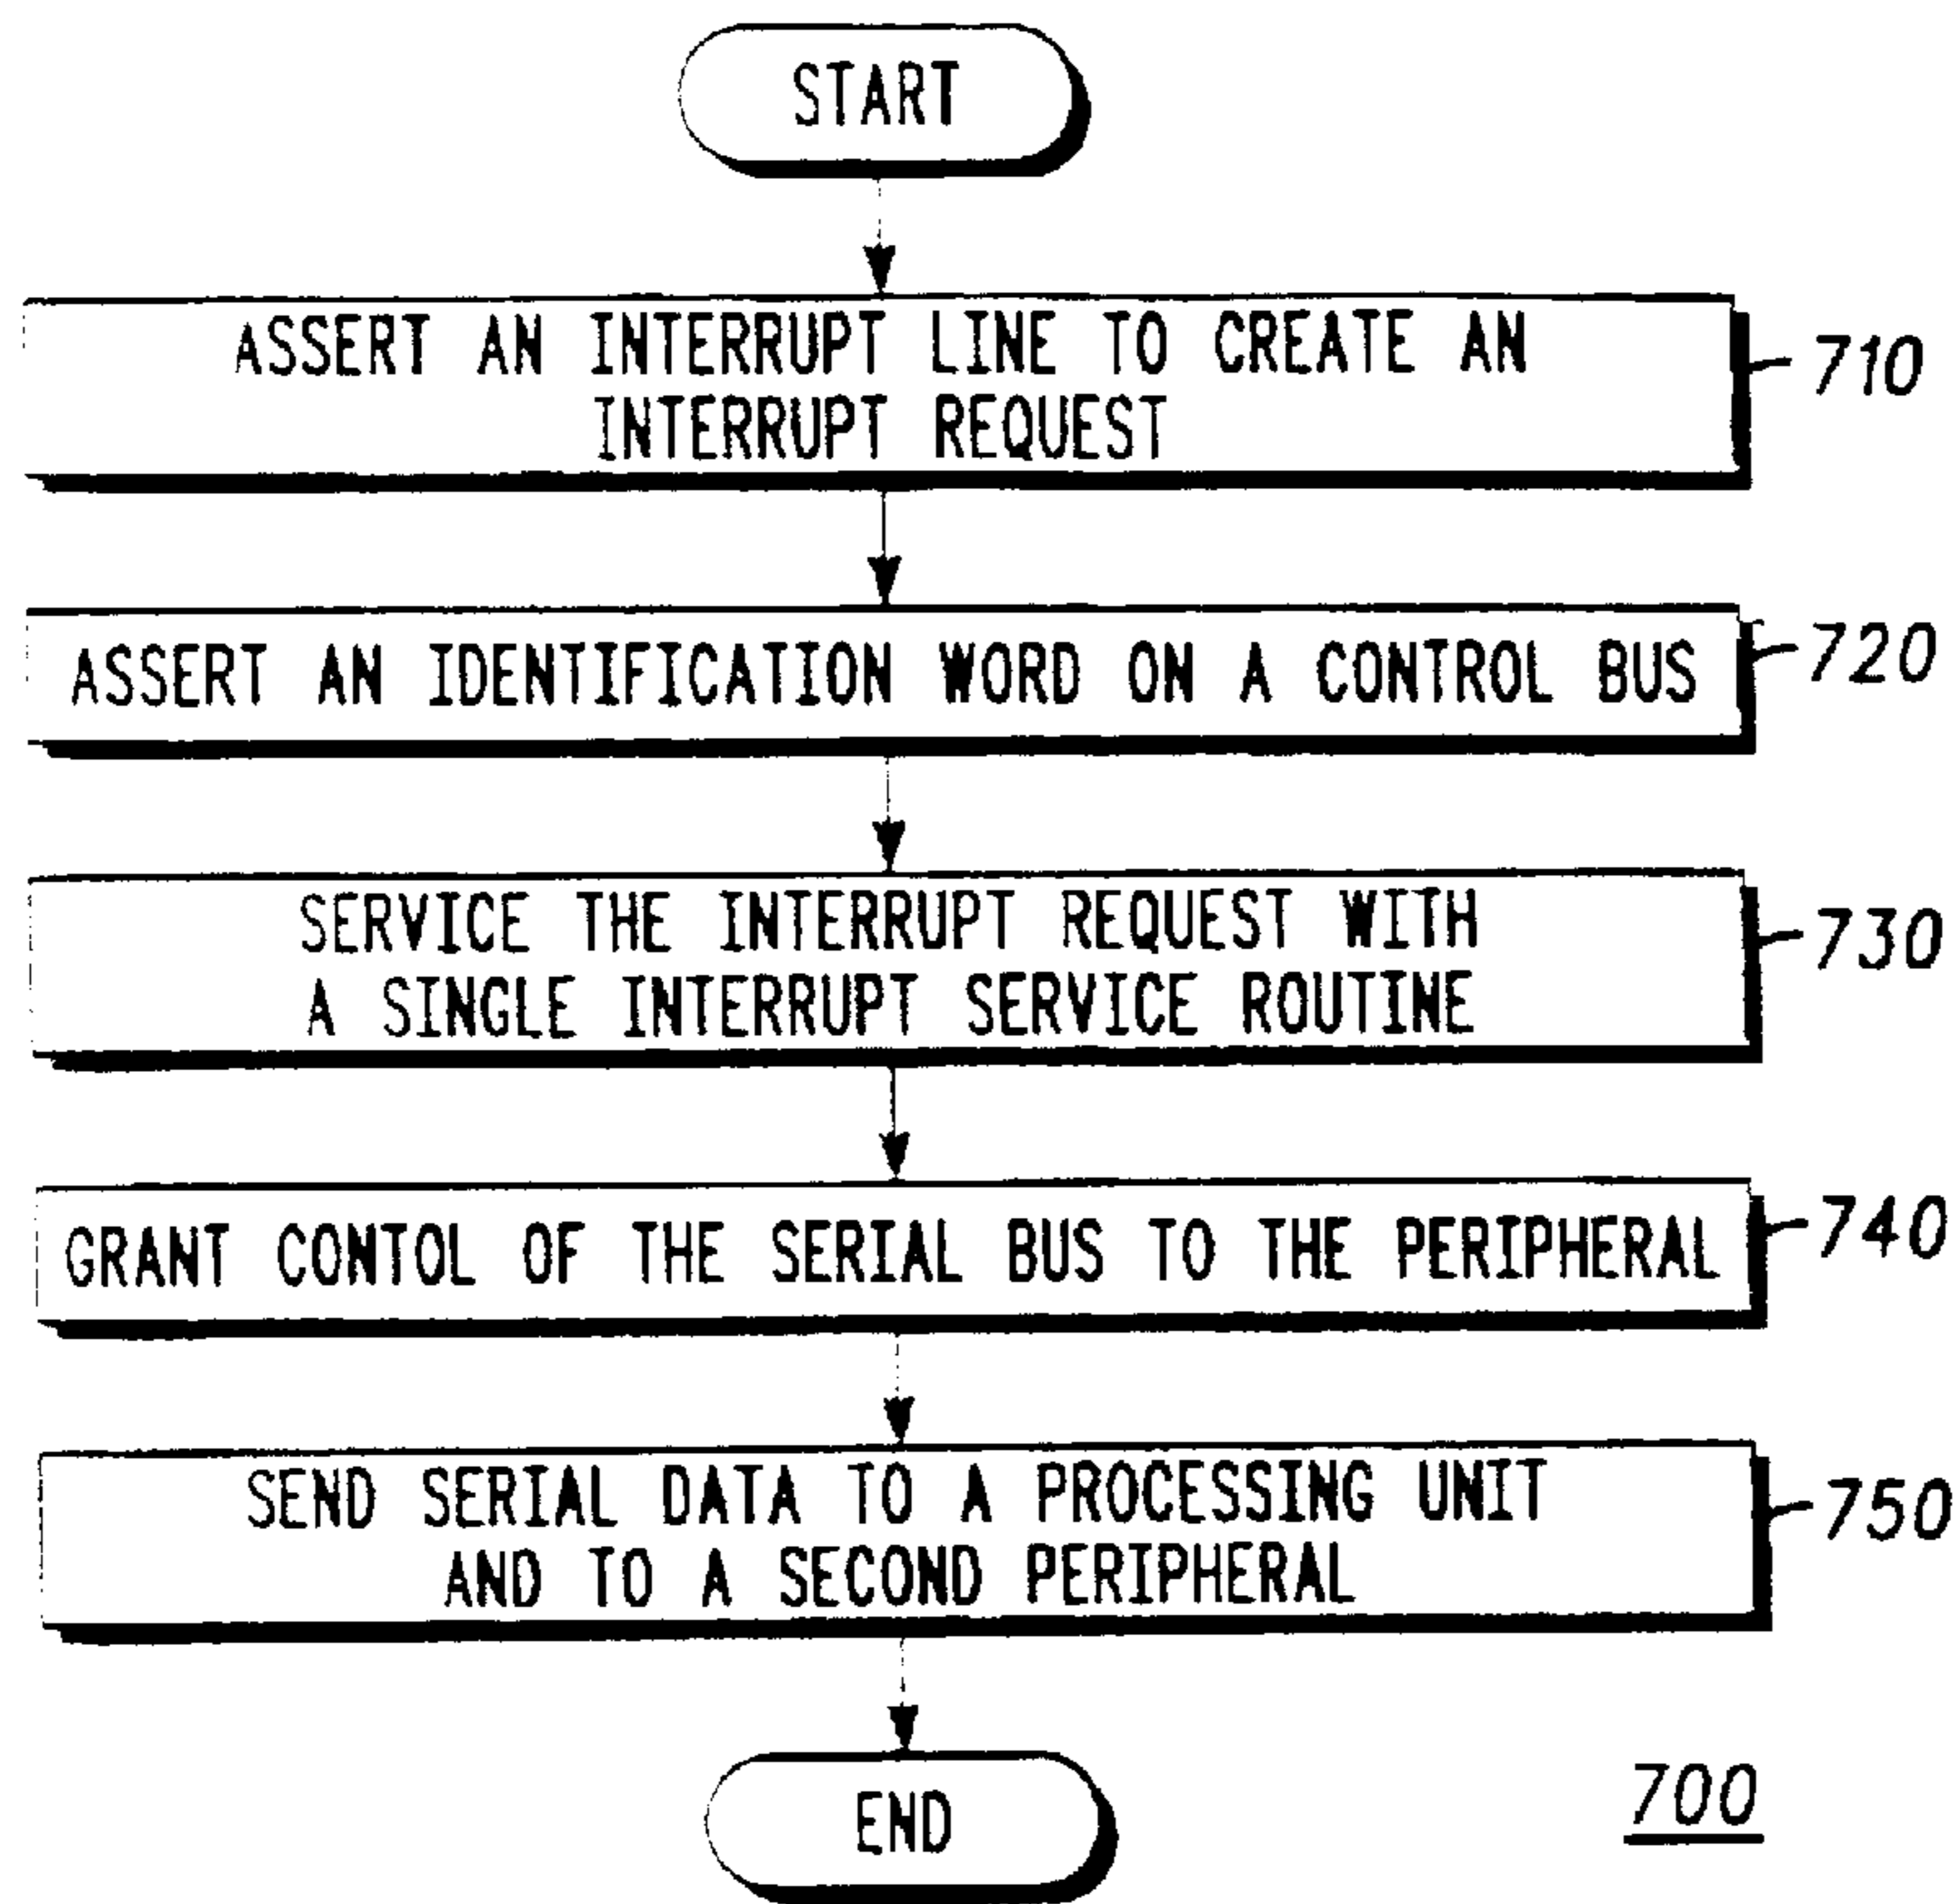 START
ASSERT AN INTERRUPT LINE TO CREATE AN
INTERRUPT REQUEST
710
ASSERT AN IDENTIFICATION WORD ON A CONTROL BUS
720
SERVICE THE INTERRUPT REQUEST WITH
A SINGLE INTERRUPT SERVICE ROUTINE
730
GRANT CONTOL OF THE SERIAL BUS TO THE PERIPHERAL
740
SEND SERIAL DATA TO A PROCESSING UNIT
AND TO A SECOND PERIPHERAL
750
END
700